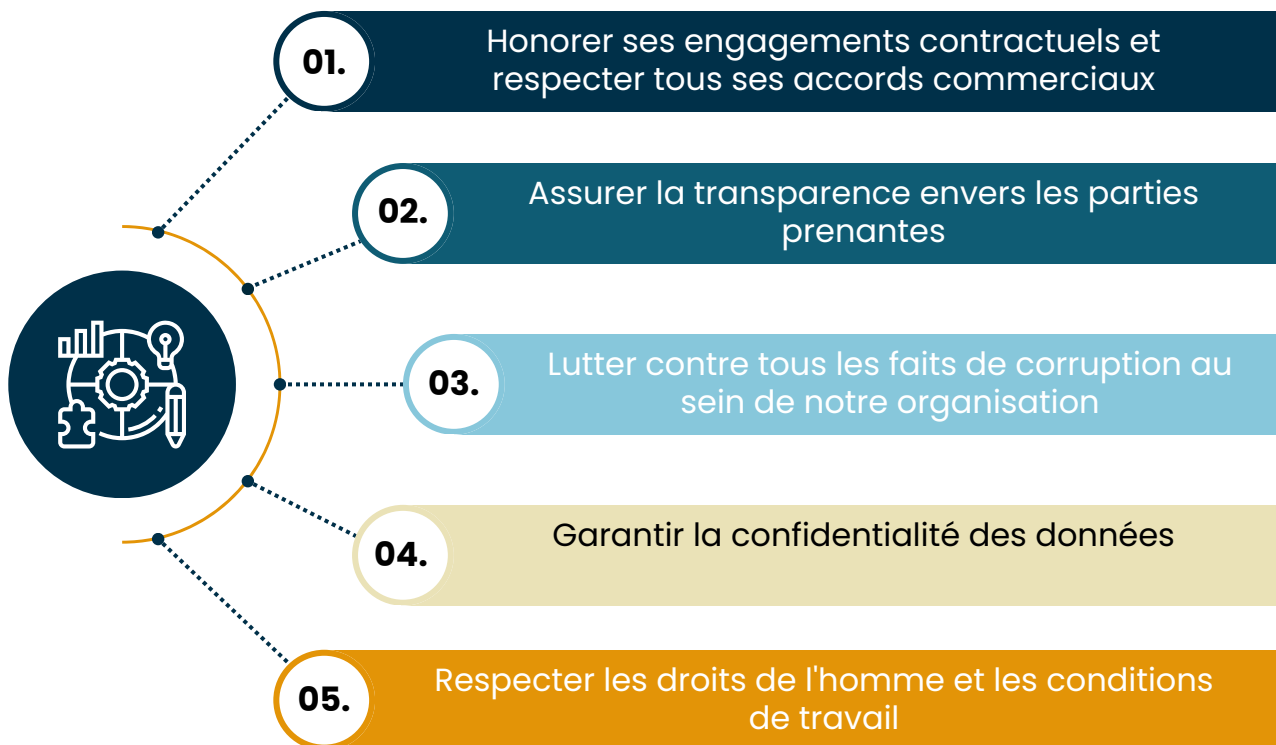 01.
Honorer ses engagements contractuels et
respecter tous ses accords commerciaux
02.
Assurer la transparence envers les parties
prenantes
03.
Lutter contre tous les faits de corruption au
sein de notre organisation
04.
Garantir la confidentialité des données
05.
Respecter les droits de l'homme et les conditions
de travail